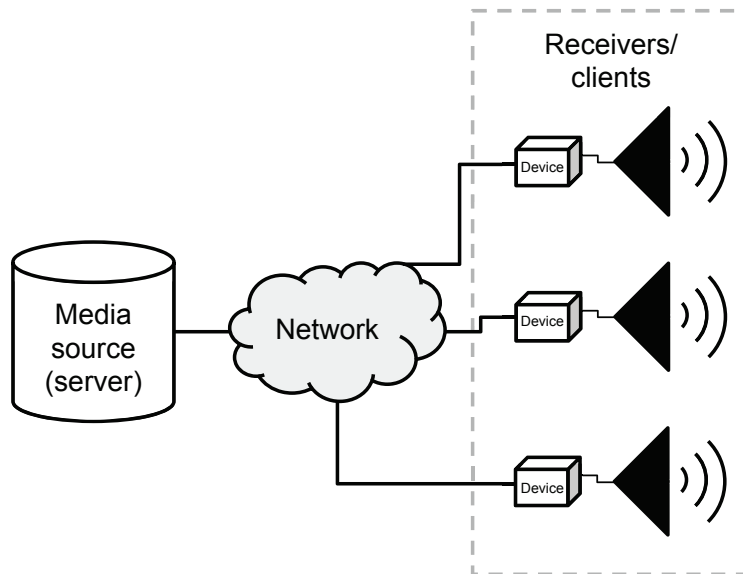 Receivers/
clients
Device
Media
source
(server)
Network
Device
Device